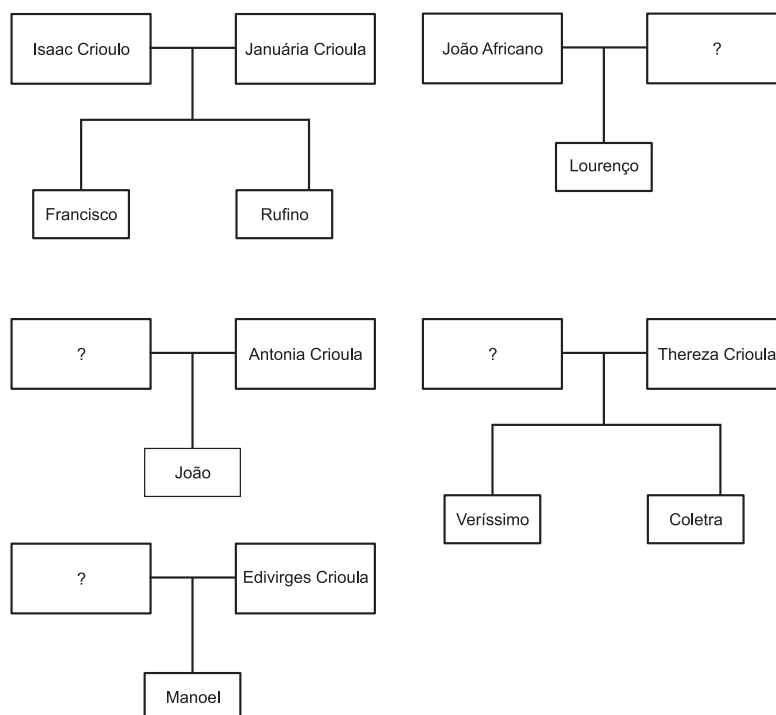 Isaac Crioulo
Januária Crioula
João Africano
?
Lourenço
Francisco
Rufino
?
Antonia Crioula
?
Thereza Crioula
João
Veríssimo
Coletra
?
Edivirges Crioula
Manoel